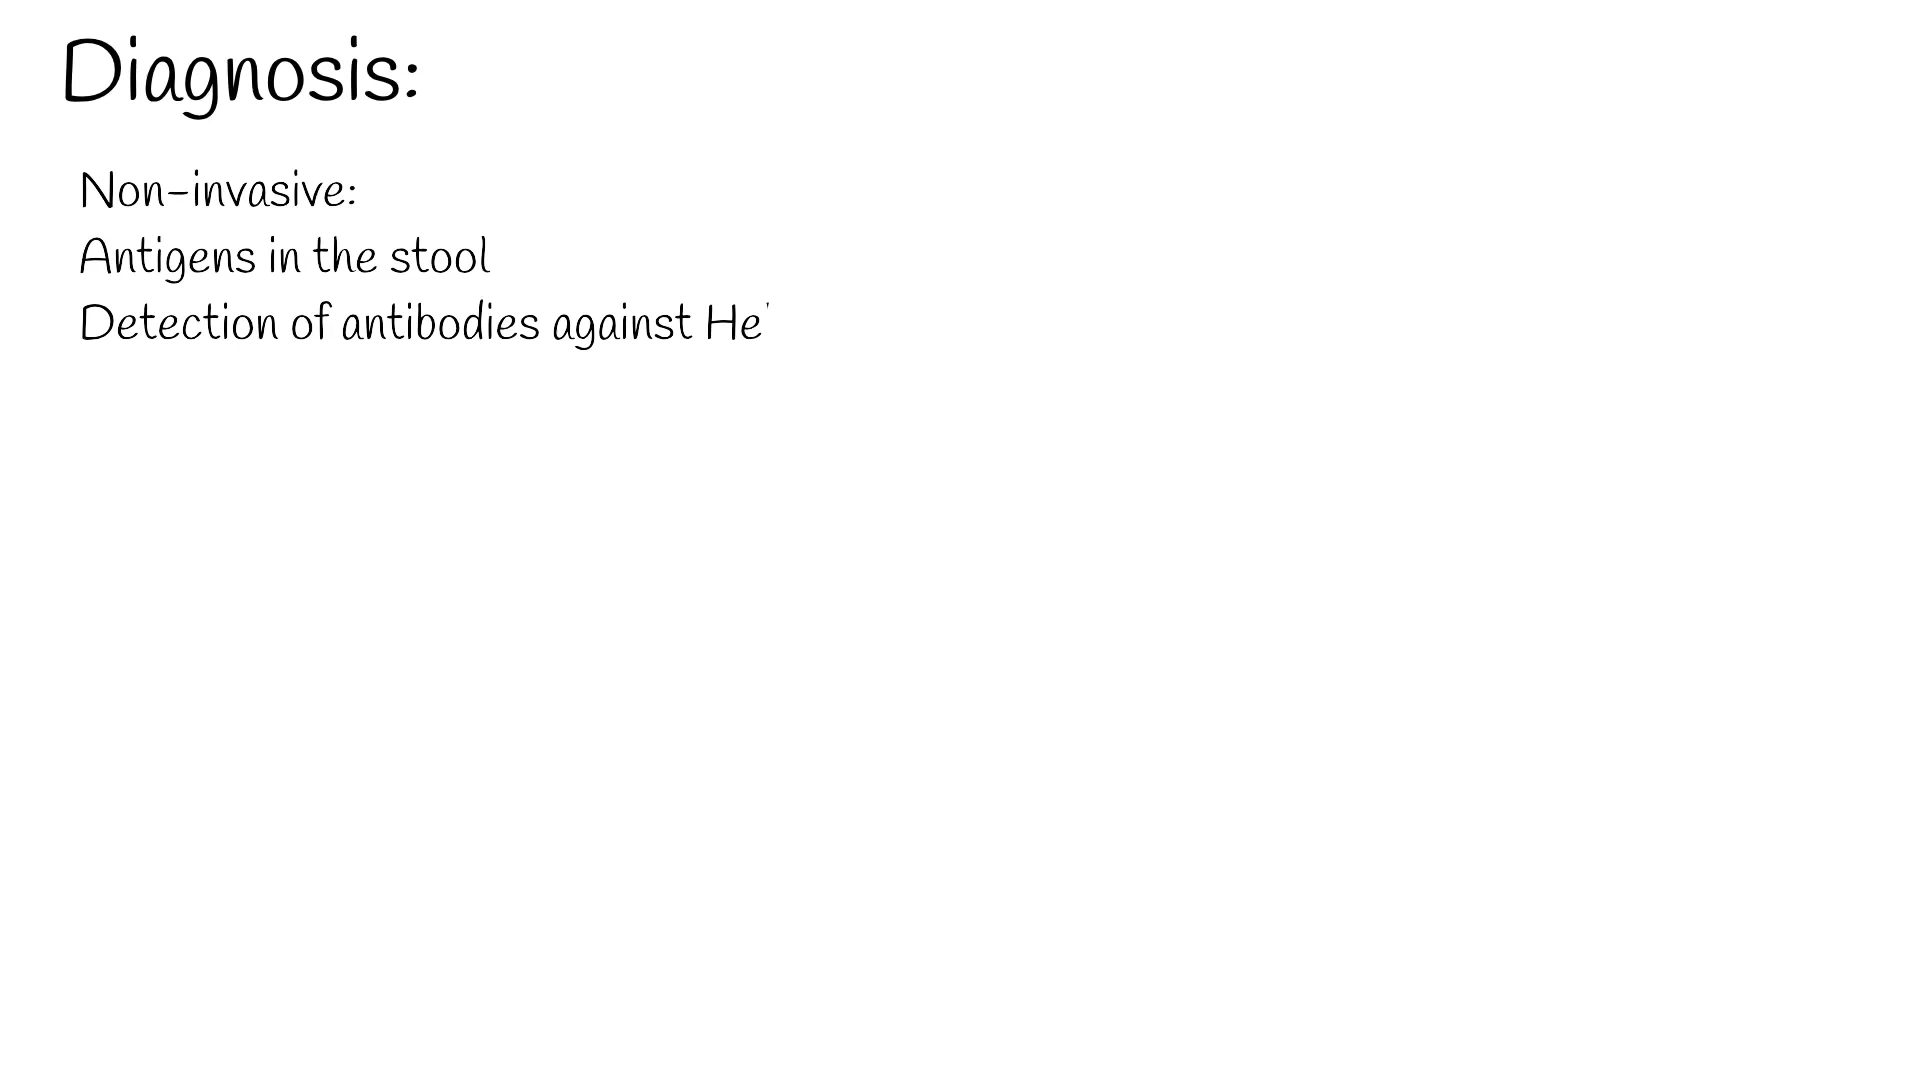 Diagnosis:
Non-invasive:
Antigens in the stool
Detection of antibodies against He